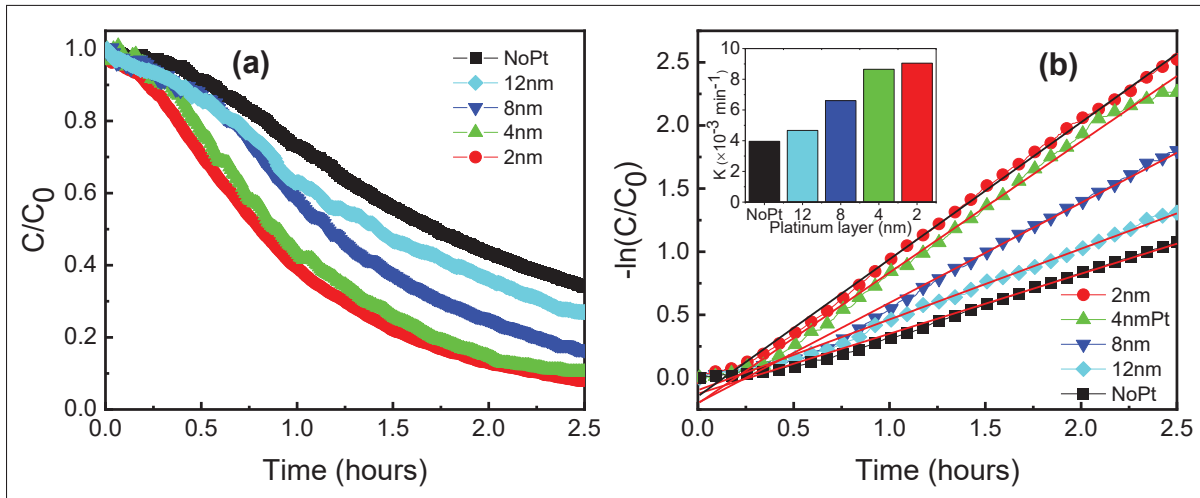 (a)
NoPt
12nm
8nm
4nm
2nm
1.0
0.8
0.6
0.4
0.2
0.0
C/C0
0.0 0.5 1.0 1.5 2.0 2.5
Time (hours)
(b)
2.5
2.0
1.5
1.0
0.5
0.0
-ln(C/C0)
10
8
6
4
2
0
K (×10-3 min-1)
NoPt 12 8 4 2
Platinum layer (nm)
2nm
4nmPt
8nm
12nm
NoPt
0.0 0.5 1.0 1.5 2.0 2.5
Time (hours)